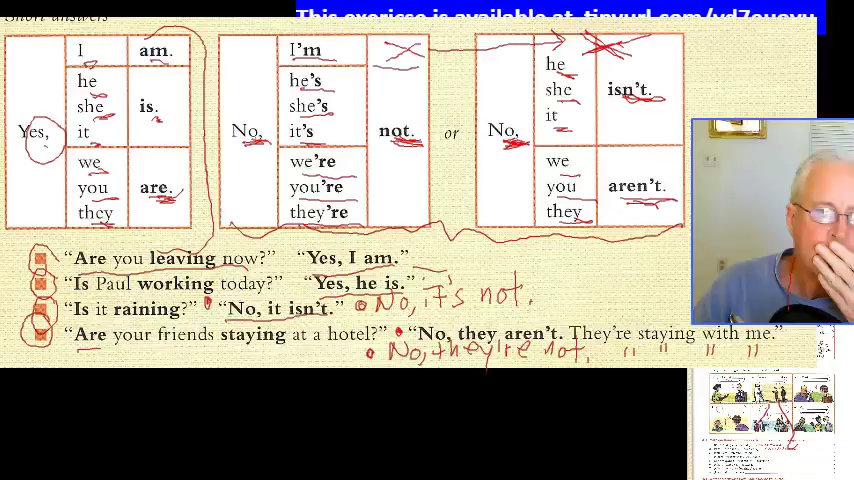 This exercise is available at tinyurl.com/yd7euoyu
Short answers
Yes,
I
am.
he
she
it
is.
we
you
they
are.
No,
I'm
he's
she's
it's
we're
you're
they're
not.
or
No,
he
she
it
isn't.
we
you
they
aren't.
"Are you leaving now?" "Yes, I am."
"Is Paul working today?" "Yes, he is."
"Is it raining?" "No, it isn't." No, it's not.
"Are your friends staying at a hotel?" "No, they aren't. They're staying with me."
No, they're not, " " " "